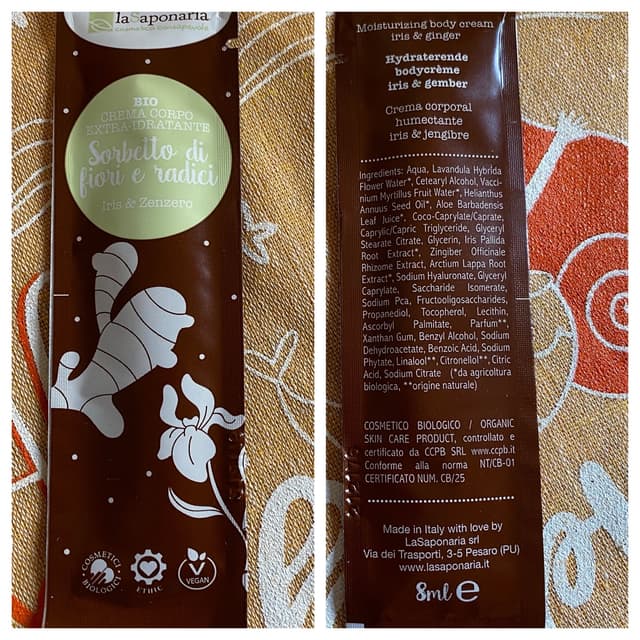 laSaponaria
cosmetica consapevole
BIO
CREMA CORPO
EXTRA-IDRATANTE
Sorbetto di
fiori e radici
Iris & Zenzero
COSMETICI
BIOLOGICI
ETHIC
VEGAN
Moisturizing body cream
iris & ginger
Hydraterende
bodycrème
iris & gember
Crema corporal
humectante
iris & jengibre
Ingredients: Aqua, Lavandula Hybrida
Flower Water*, Cetearyl Alcohol, Vacci-
nium Myrtillus Fruit Water*, Helianthus
Annuus Seed Oil*, Aloe Barbadensis
Leaf Juice*, Coco-Caprylate/Caprate,
Caprylic/Capric Triglyceride, Glyceryl
Stearate Citrate, Glycerin, Iris Pallida
Root Extract*, Zingiber Officinale
Rhizome Extract, Arctium Lappa Root
Extract*, Sodium Hyaluronate, Glyceryl
Caprylate, Saccharide Isomerate,
Sodium Pca, Fructooligosaccharides,
Propanediol, Tocopherol, Lecithin,
Ascorbyl Palmitate, Parfum**,
Xanthan Gum, Benzyl Alcohol, Sodium
Dehydroacetate, Benzoic Acid, Sodium
Phytate, Linalool**, Citronellol**, Citric
Acid, Sodium Citrate (*da agricoltura
biologica, **origine naturale)
COSMETICO BIOLOGICO / ORGANIC
SKIN CARE PRODUCT, controllato e
certificato da CCPB SRL www.ccpb.it
Conforme alla norma NT/CB-01
CERTIFICATO NUM. CB/25
Made in Italy with love by
LaSaponaria srl
Via dei Trasporti, 3-5 Pesaro (PU)
www.lasaponaria.it
8ml e